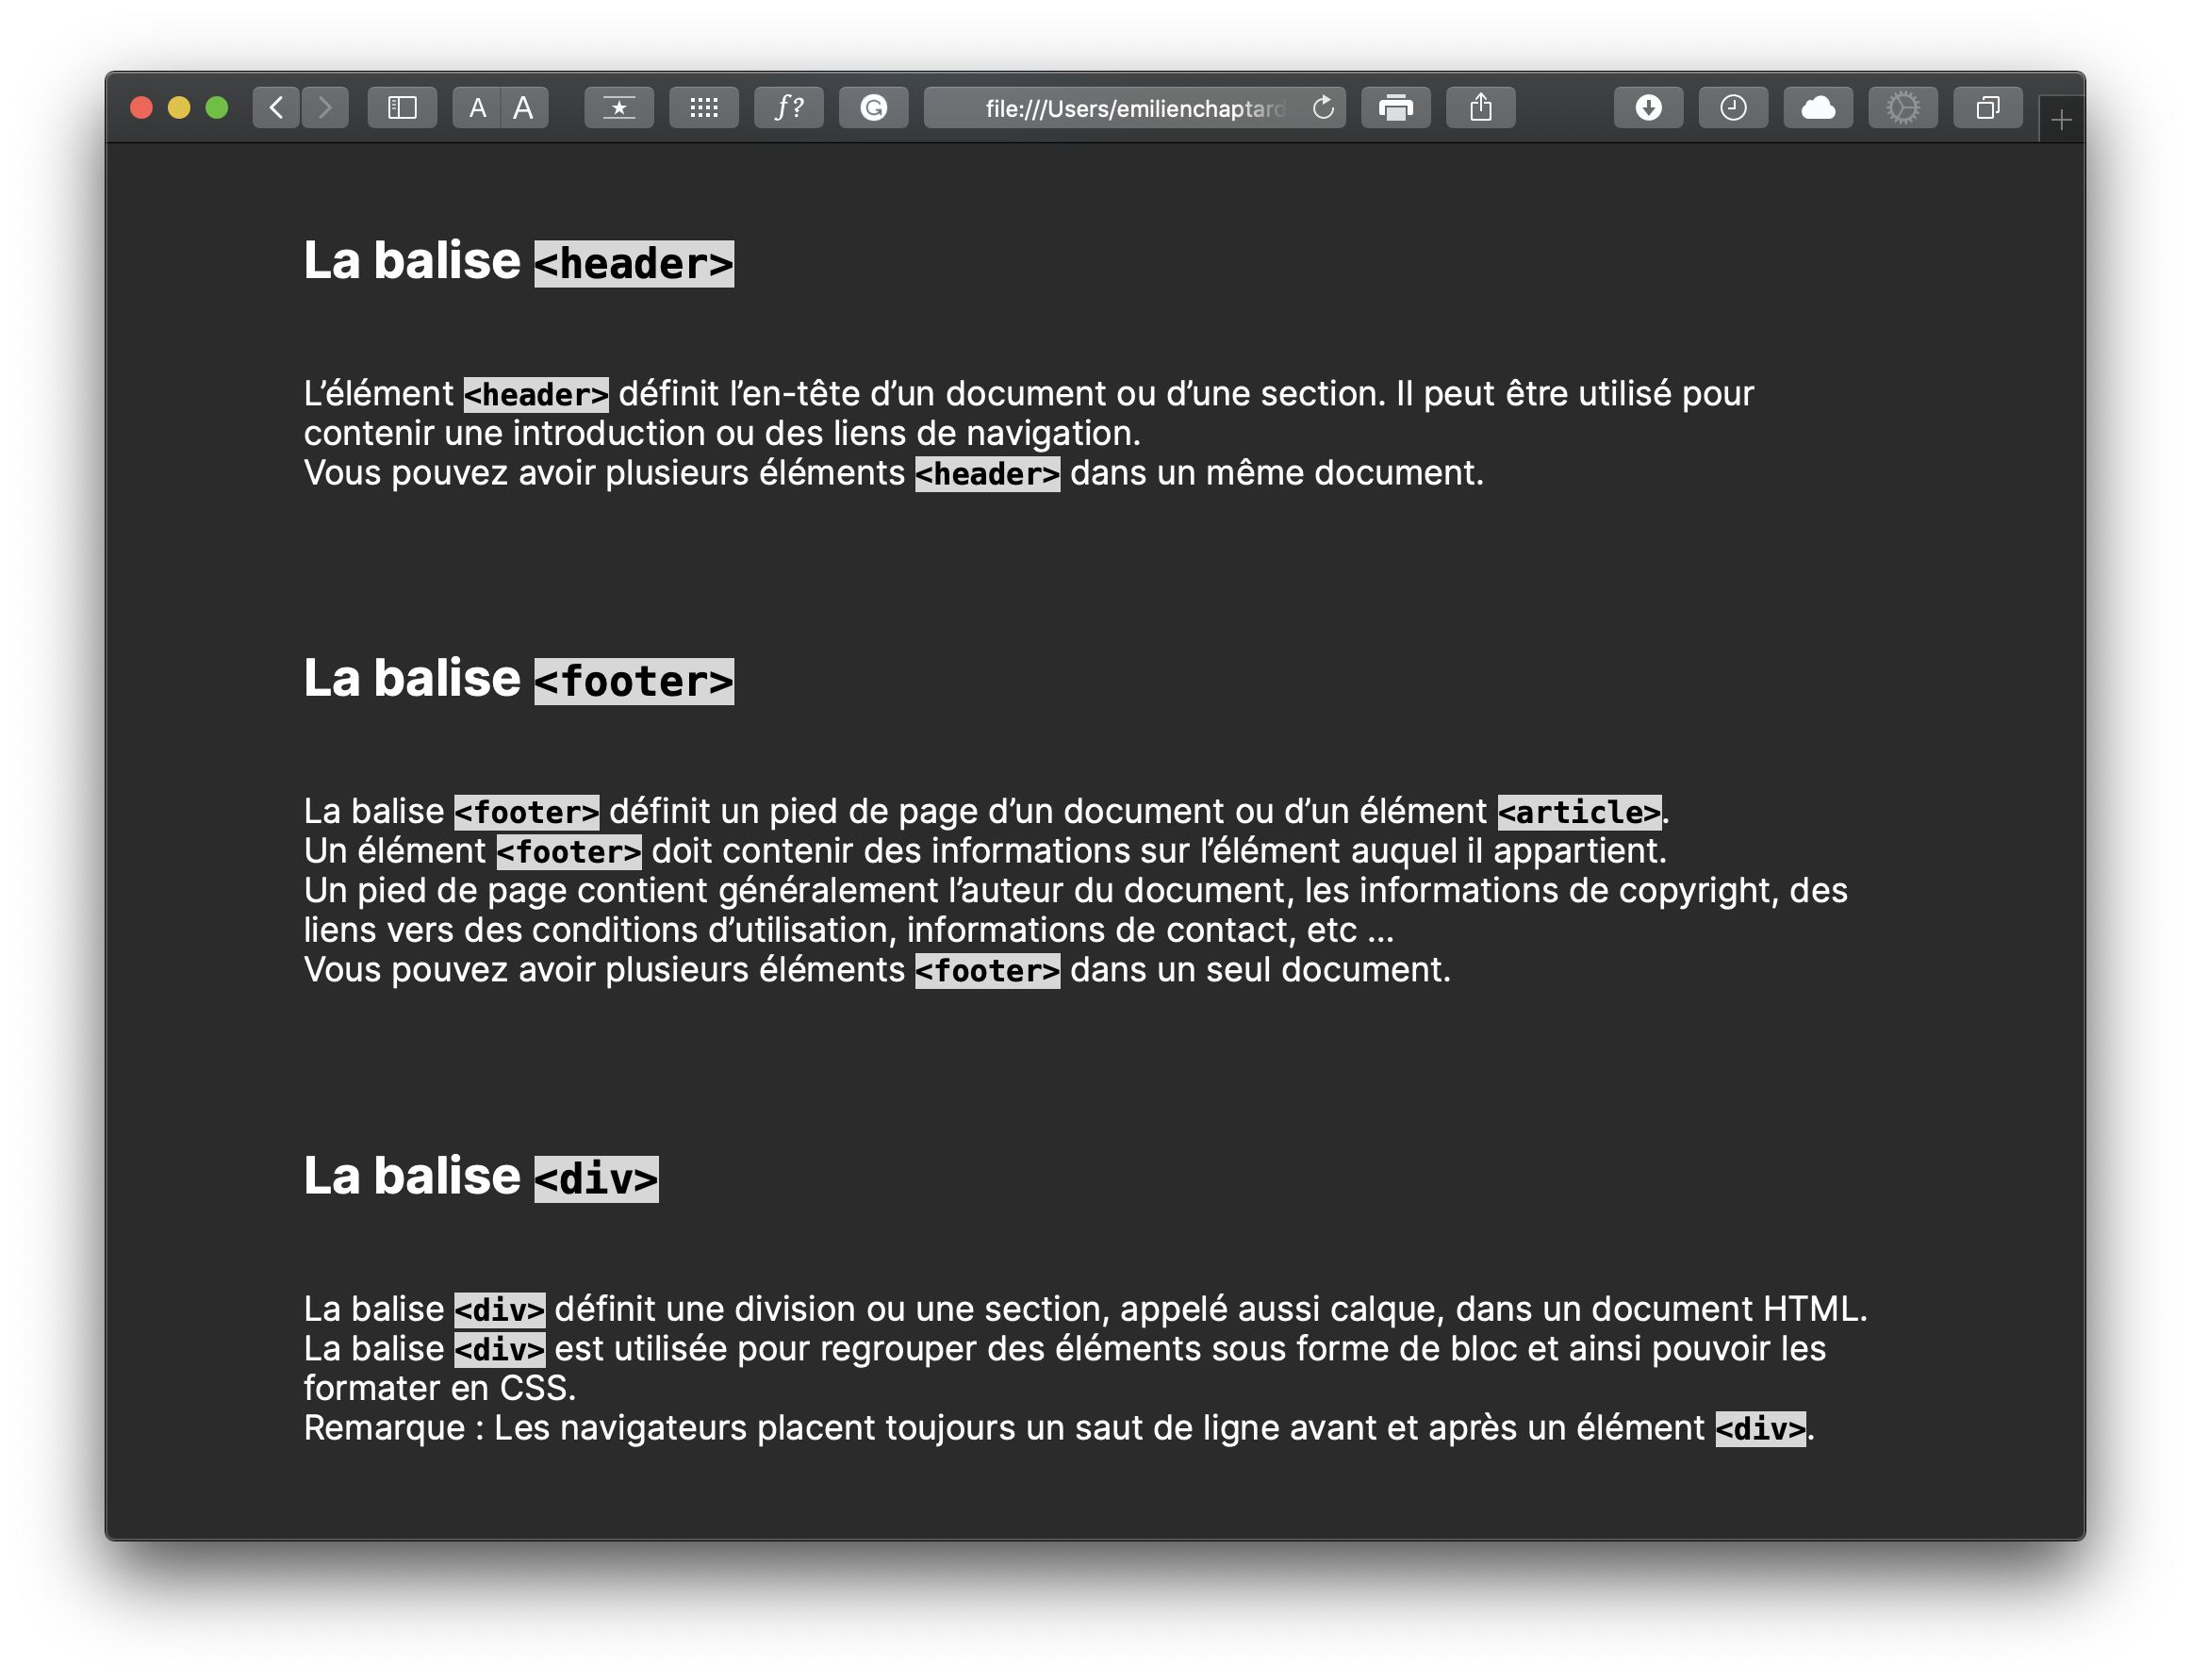 A A
f?
file:///Users/emilienchaptard
La balise <header>
L’élément <header> définit l’en-tête d’un document ou d’une section. Il peut être utilisé pour
contenir une introduction ou des liens de navigation.
Vous pouvez avoir plusieurs éléments <header> dans un même document.
La balise <footer>
La balise <footer> définit un pied de page d’un document ou d’un élément <article>.
Un élément <footer> doit contenir des informations sur l’élément auquel il appartient.
Un pied de page contient généralement l’auteur du document, les informations de copyright, des
liens vers des conditions d’utilisation, informations de contact, etc ...
Vous pouvez avoir plusieurs éléments <footer> dans un seul document.
La balise <div>
La balise <div> définit une division ou une section, appelé aussi calque, dans un document HTML.
La balise <div> est utilisée pour regrouper des éléments sous forme de bloc et ainsi pouvoir les
formater en CSS.
Remarque : Les navigateurs placent toujours un saut de ligne avant et après un élément <div>.